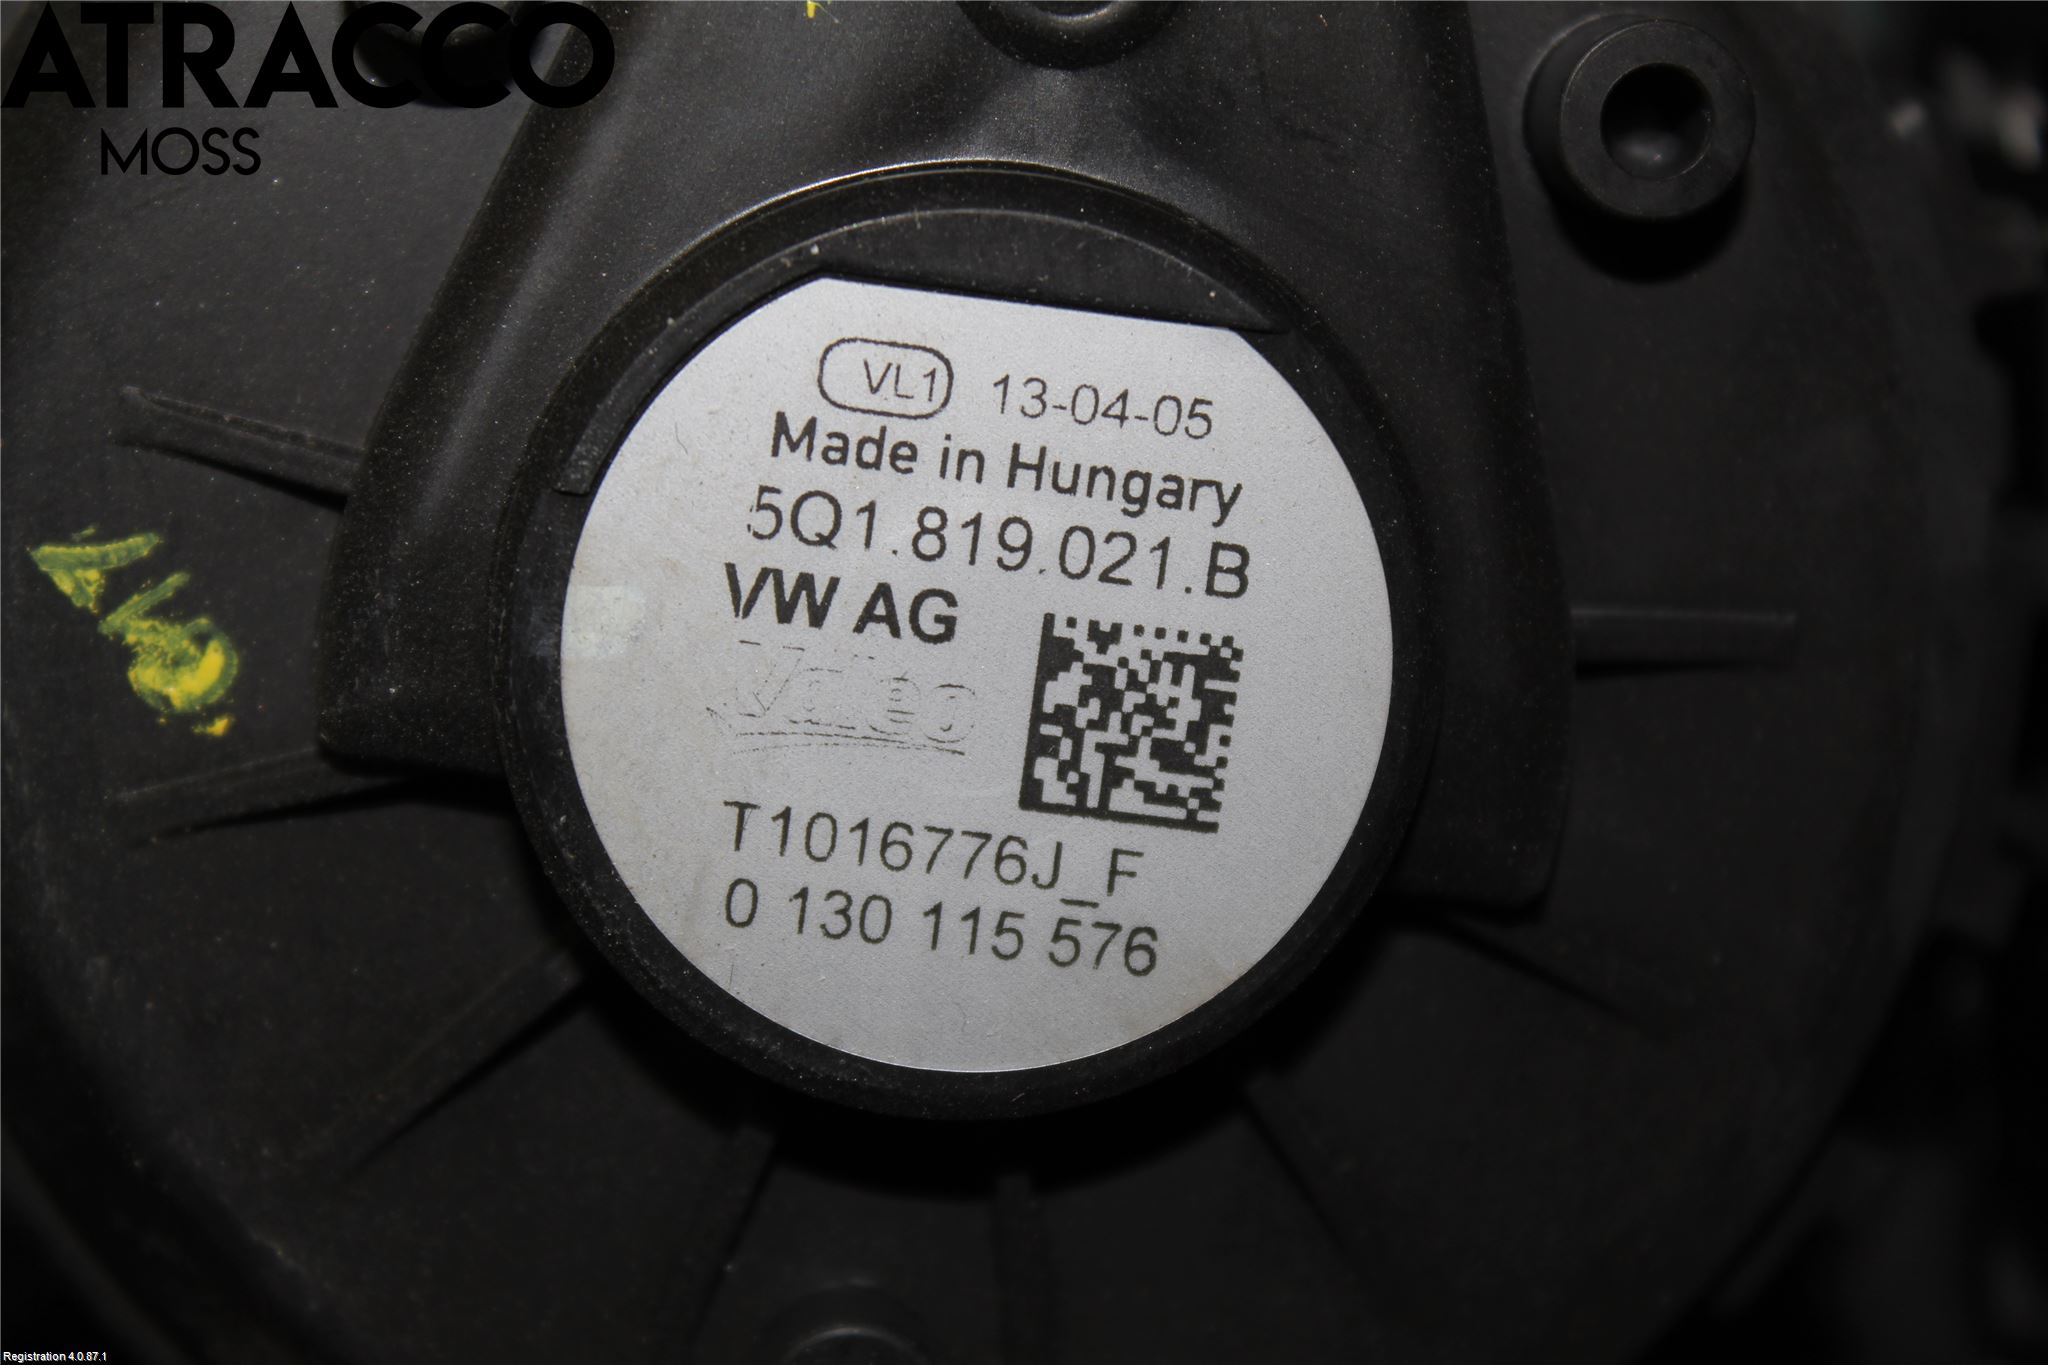 ATRACCO
MOSS
VL1 13-04-05
Made in Hungary
5Q1.819.021.B
VW AG
Valeo
T1016776J_F
0 130 115 576
Registration 4.0.87.1